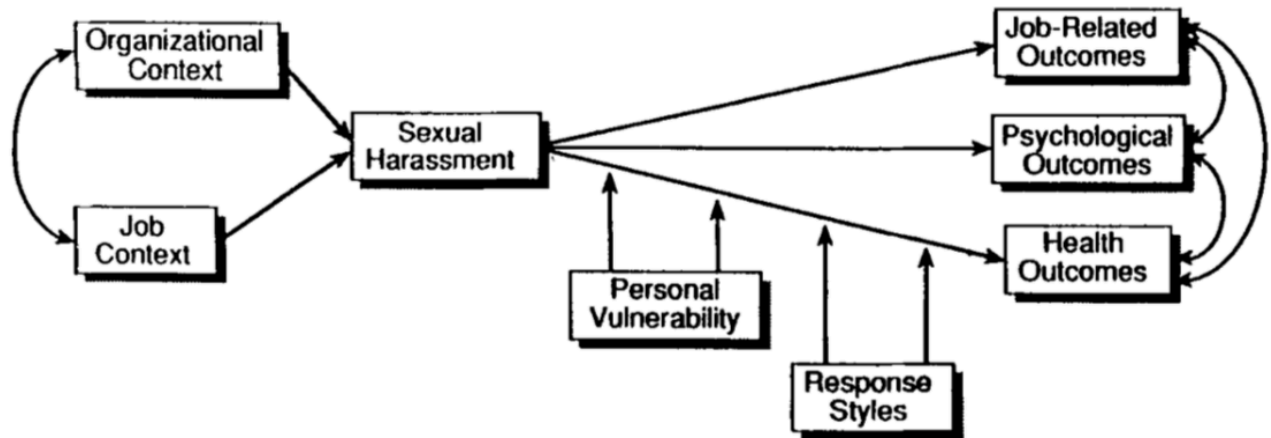 Organizational
Context
Job
Context
Sexual
Harassment
Personal
Vulnerability
Response
Styles
Job-Related
Outcomes
Psychological
Outcomes
Health
Outcomes